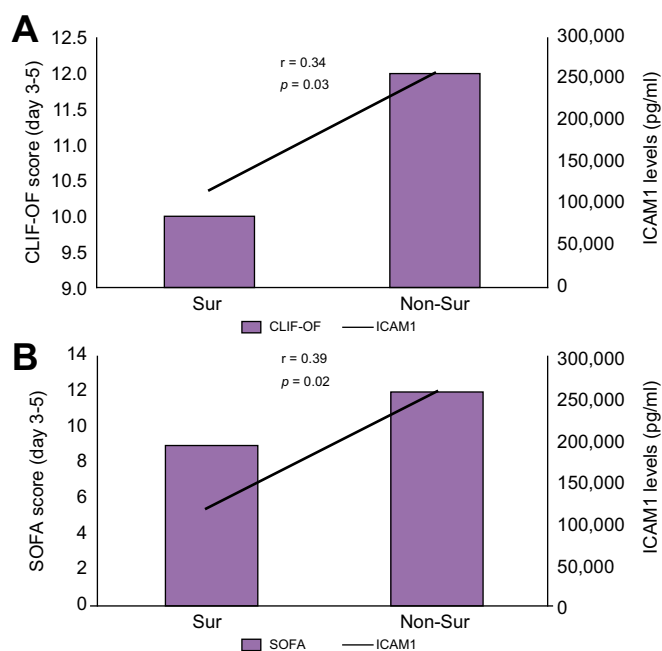 A
CLIF-OF score (day 3-5)
12.5
12.0
11.5
11.0
10.5
10.0
9.5
9.0
r = 0.34
p = 0.03
300,000
250,000
200,000
150,000
100,000
50,000
0
ICAM1 levels (pg/ml)
Sur Non-Sur
CLIF-OF ICAM1
B
SOFA score (day 3-5)
14
12
10
8
6
4
2
0
r = 0.39
p = 0.02
300,000
250,000
200,000
150,000
100,000
50,000
0
ICAM1 levels (pg/ml)
Sur Non-Sur
SOFA ICAM1